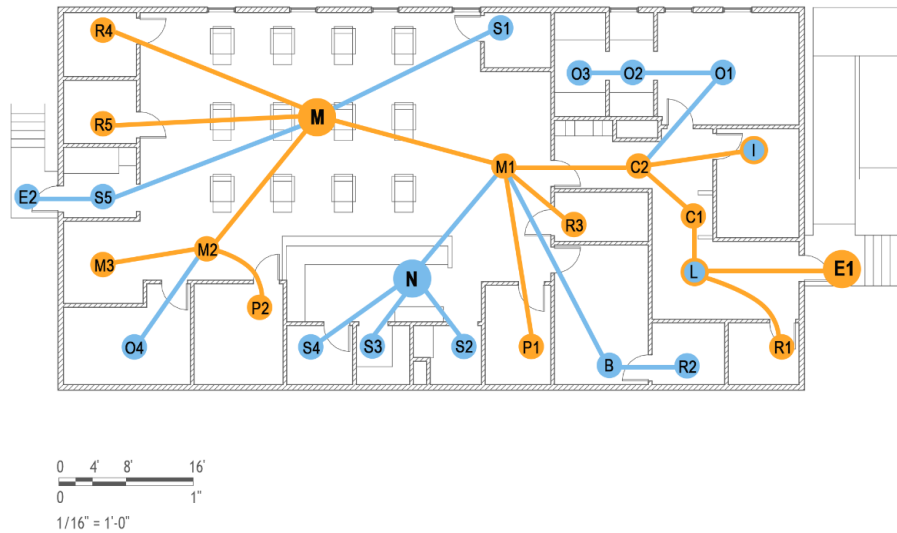 R4
S1
O3 O2 O1
M
R5
I
M1 C2
E2 S5
C1
R3
M2
M3
N
L
E1
P2
O4
S4 S3 S2
P1
R1
B R2
0 4' 8' 16'
0 1"
1/16" = 1'-0"